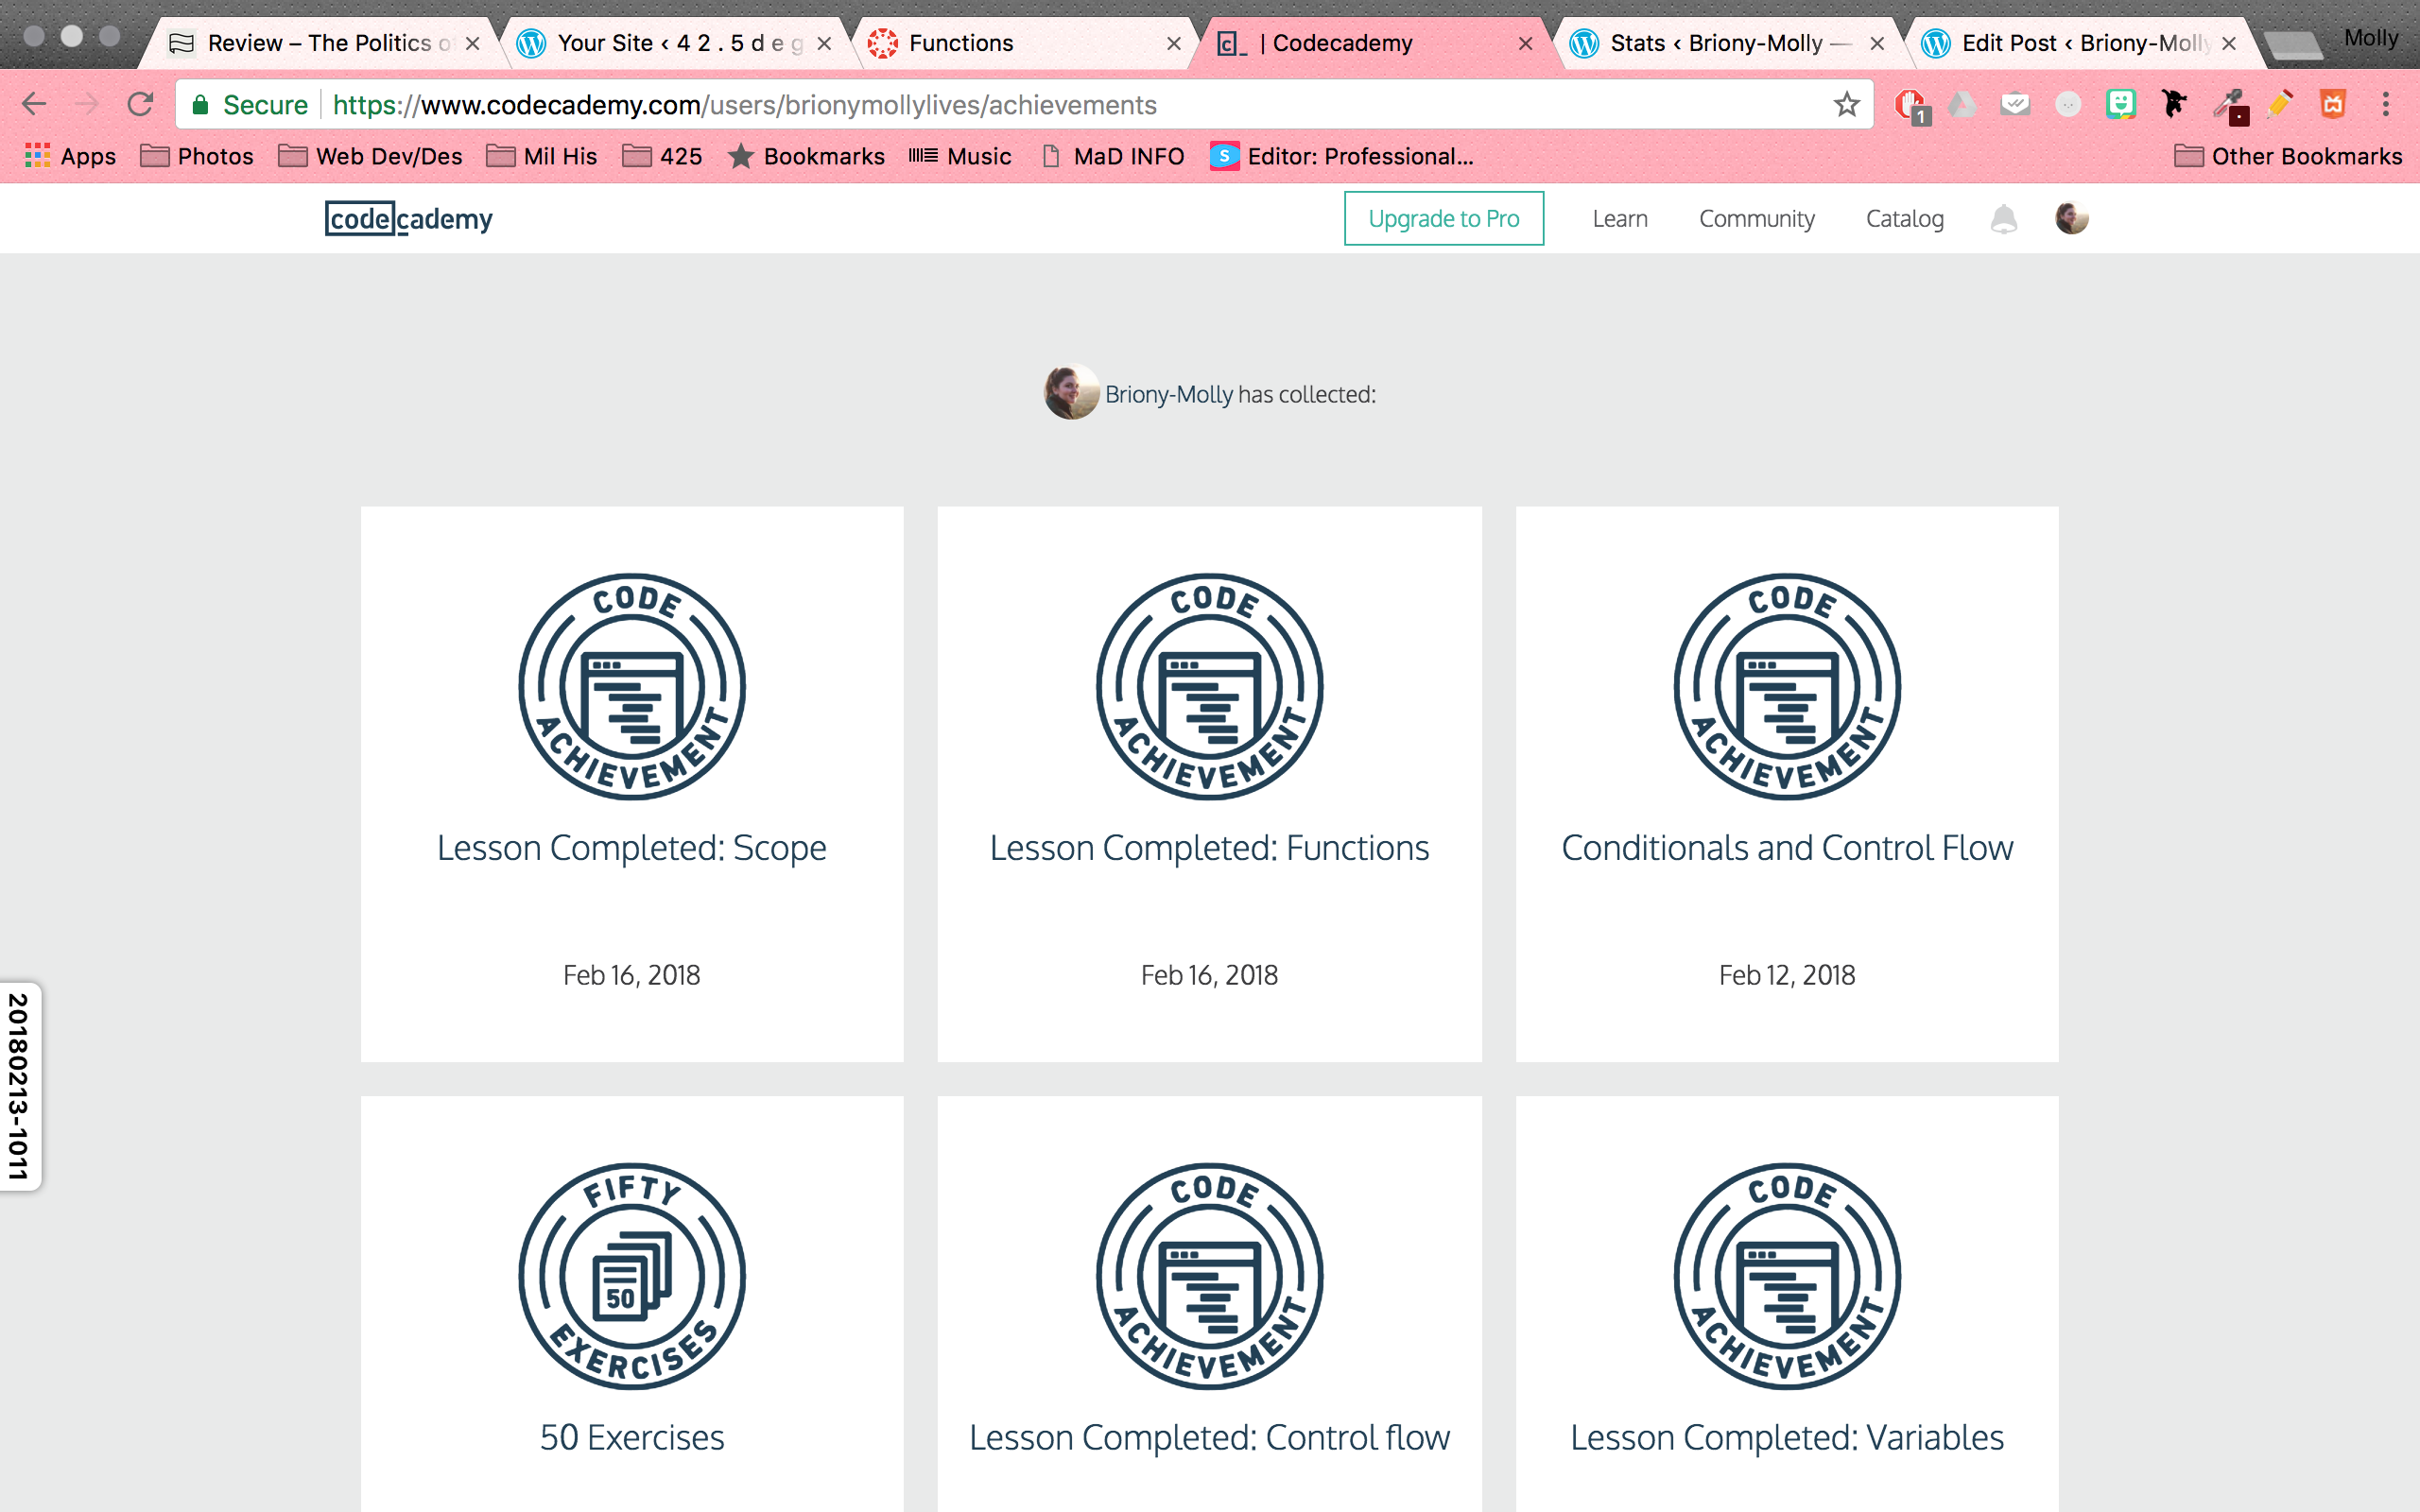 Review – The Politics o
Your Site ‹ 4 2 . 5 d e g
Functions
| Codecademy
Stats ‹ Briony-Molly —
Edit Post ‹ Briony-Molly
Molly
Secure
https://www.codecademy.com/users/brionymollylives/achievements
1
Apps
Photos
Web Dev/Des
Mil His
425
Bookmarks
Music
MaD INFO
S
Editor: Professional...
Other Bookmarks
codecademy
Upgrade to Pro
Learn
Community
Catalog
Briony-Molly has collected:
CODE
ACHIEVEMENT
Lesson Completed: Scope
Feb 16, 2018
CODE
ACHIEVEMENT
Lesson Completed: Functions
Feb 16, 2018
CODE
ACHIEVEMENT
Conditionals and Control Flow
Feb 12, 2018
20180213-1011
FIFTY
50
EXERCISES
50 Exercises
CODE
ACHIEVEMENT
Lesson Completed: Control flow
CODE
ACHIEVEMENT
Lesson Completed: Variables